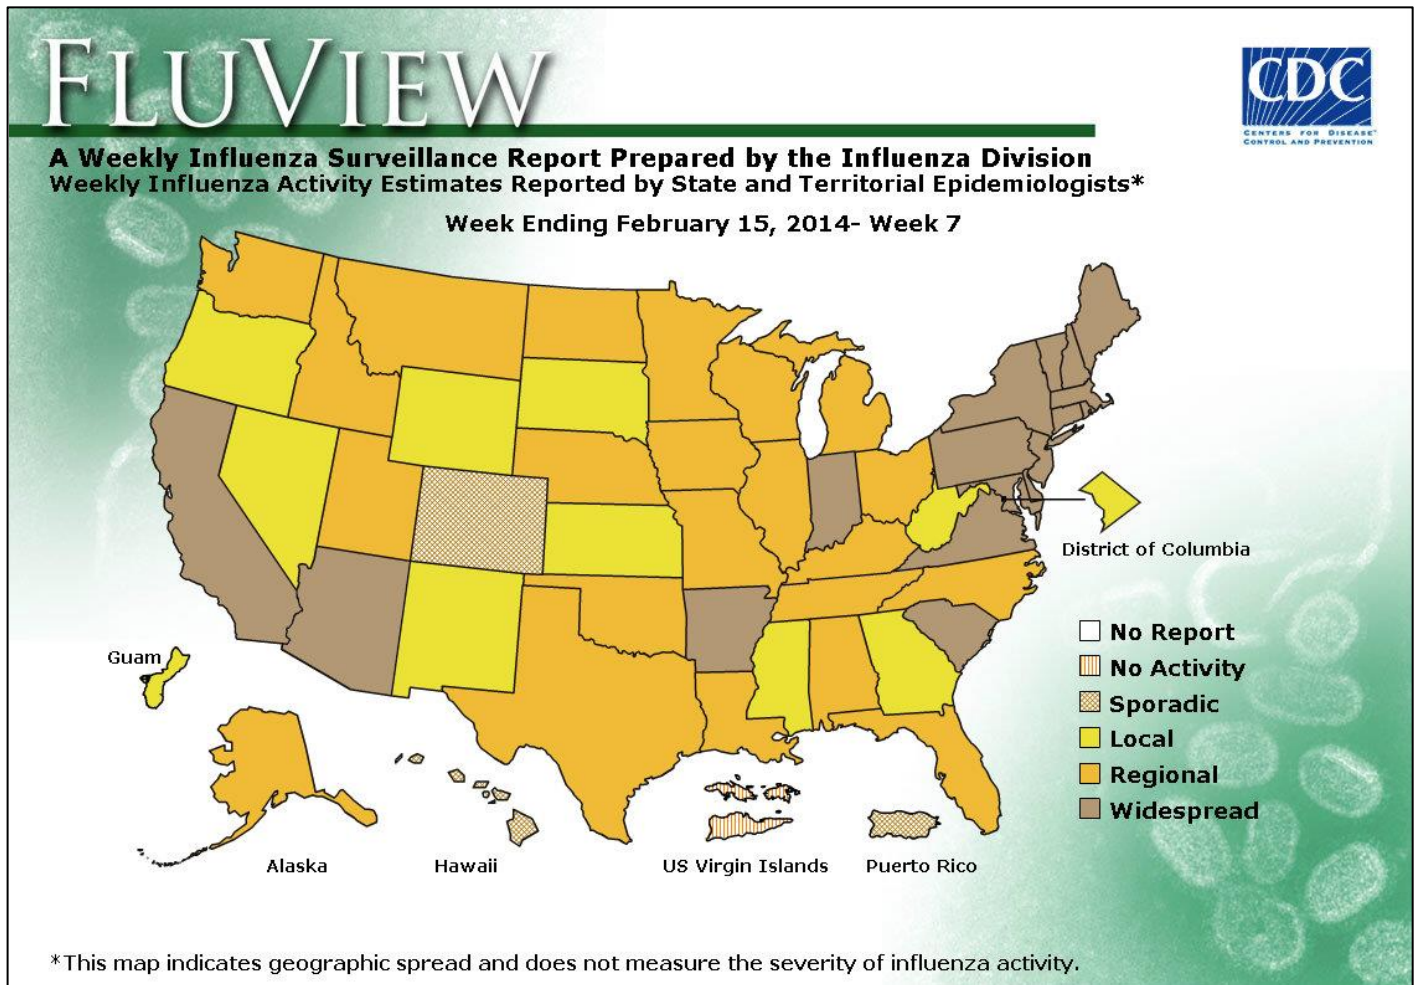 FLUVIEW
CDC
CENTERS FOR DISEASE™
CONTROL AND PREVENTION
A Weekly Influenza Surveillance Report Prepared by the Influenza Division
Weekly Influenza Activity Estimates Reported by State and Territorial Epidemiologists*
Week Ending February 15, 2014- Week 7
District of Columbia
No Report
Guam
No Activity
Sporadic
Local
Regional
Widespread
Alaska
Hawaii
US Virgin Islands
Puerto Rico
*This map indicates geographic spread and does not measure the severity of influenza activity.